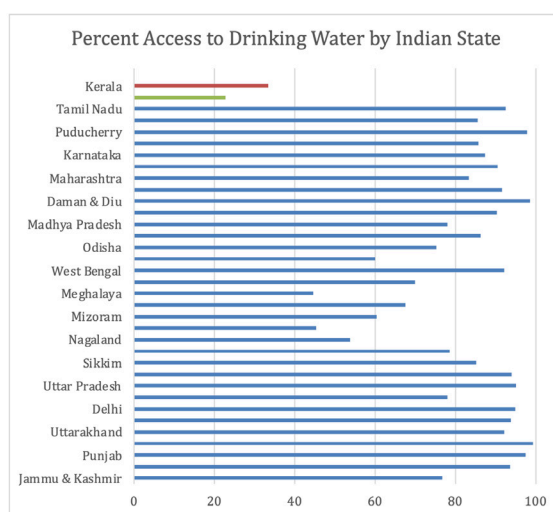 Percent Access to Drinking Water by Indian State
Kerala
Tamil Nadu
Puducherry
Karnataka
Maharashtra
Daman & Diu
Madhya Pradesh
Odisha
West Bengal
Meghalaya
Mizoram
Nagaland
Sikkim
Uttar Pradesh
Delhi
Uttarakhand
Punjab
Jammu & Kashmir
0 20 40 60 80 100